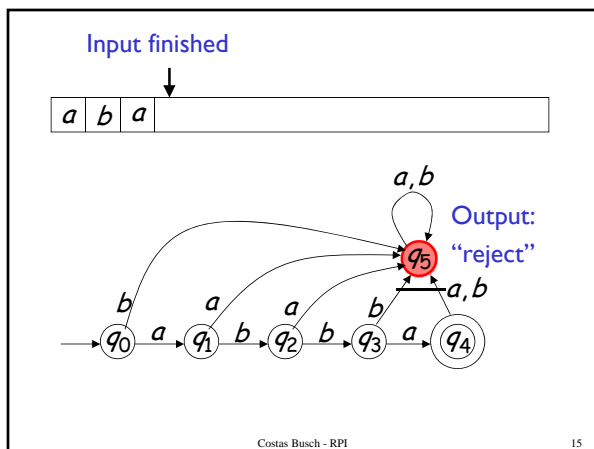 Input finished
a b a
a,b
Output:
q5
"reject"
b a a b a,b
q0 a q1 b q2 b q3 a q4
Costas Busch - RPI 15